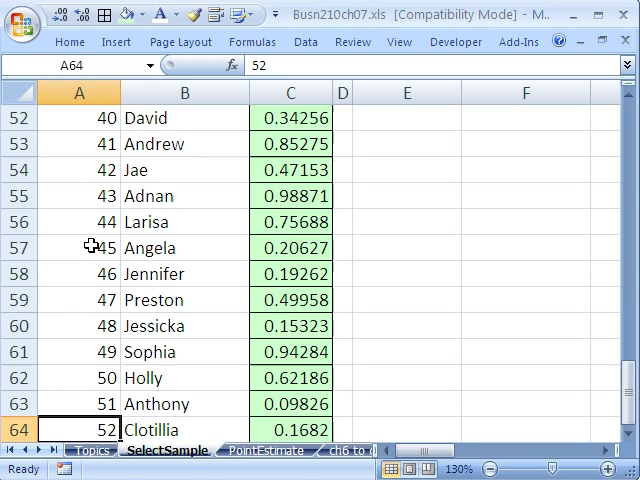 Busn210ch07.xls [Compatibility Mode] - M...
Home Insert Page Layout Formulas Data Review View Developer Add-Ins
A64 fx 52
A B C D E F
52 40 David 0.34256
53 41 Andrew 0.85275
54 42 Jae 0.47153
55 43 Adnan 0.98871
56 44 Larisa 0.75688
57 45 Angela 0.20627
58 46 Jennifer 0.19262
59 47 Preston 0.49958
60 48 Jessicka 0.15323
61 49 Sophia 0.94284
62 50 Holly 0.62186
63 51 Anthony 0.09826
64 52 Clotillia 0.1682
Topics SelectSample PointEstimate ch6 to c
Ready 130%